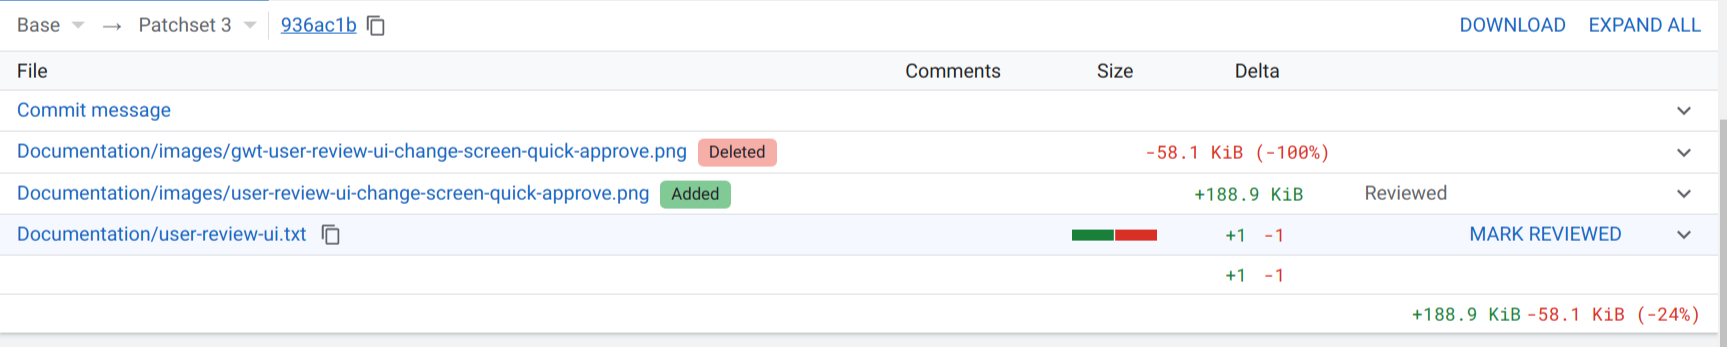 Base → Patchset 3 936ac1b DOWNLOAD EXPAND ALL
File Comments Size Delta
Commit message
Documentation/images/gwt-user-review-ui-change-screen-quick-approve.png Deleted -58.1 KiB (-100%)
Documentation/images/user-review-ui-change-screen-quick-approve.png Added +188.9 KiB Reviewed
Documentation/user-review-ui.txt +1 -1 MARK REVIEWED
+1 -1
+188.9 KiB -58.1 KiB (-24%)